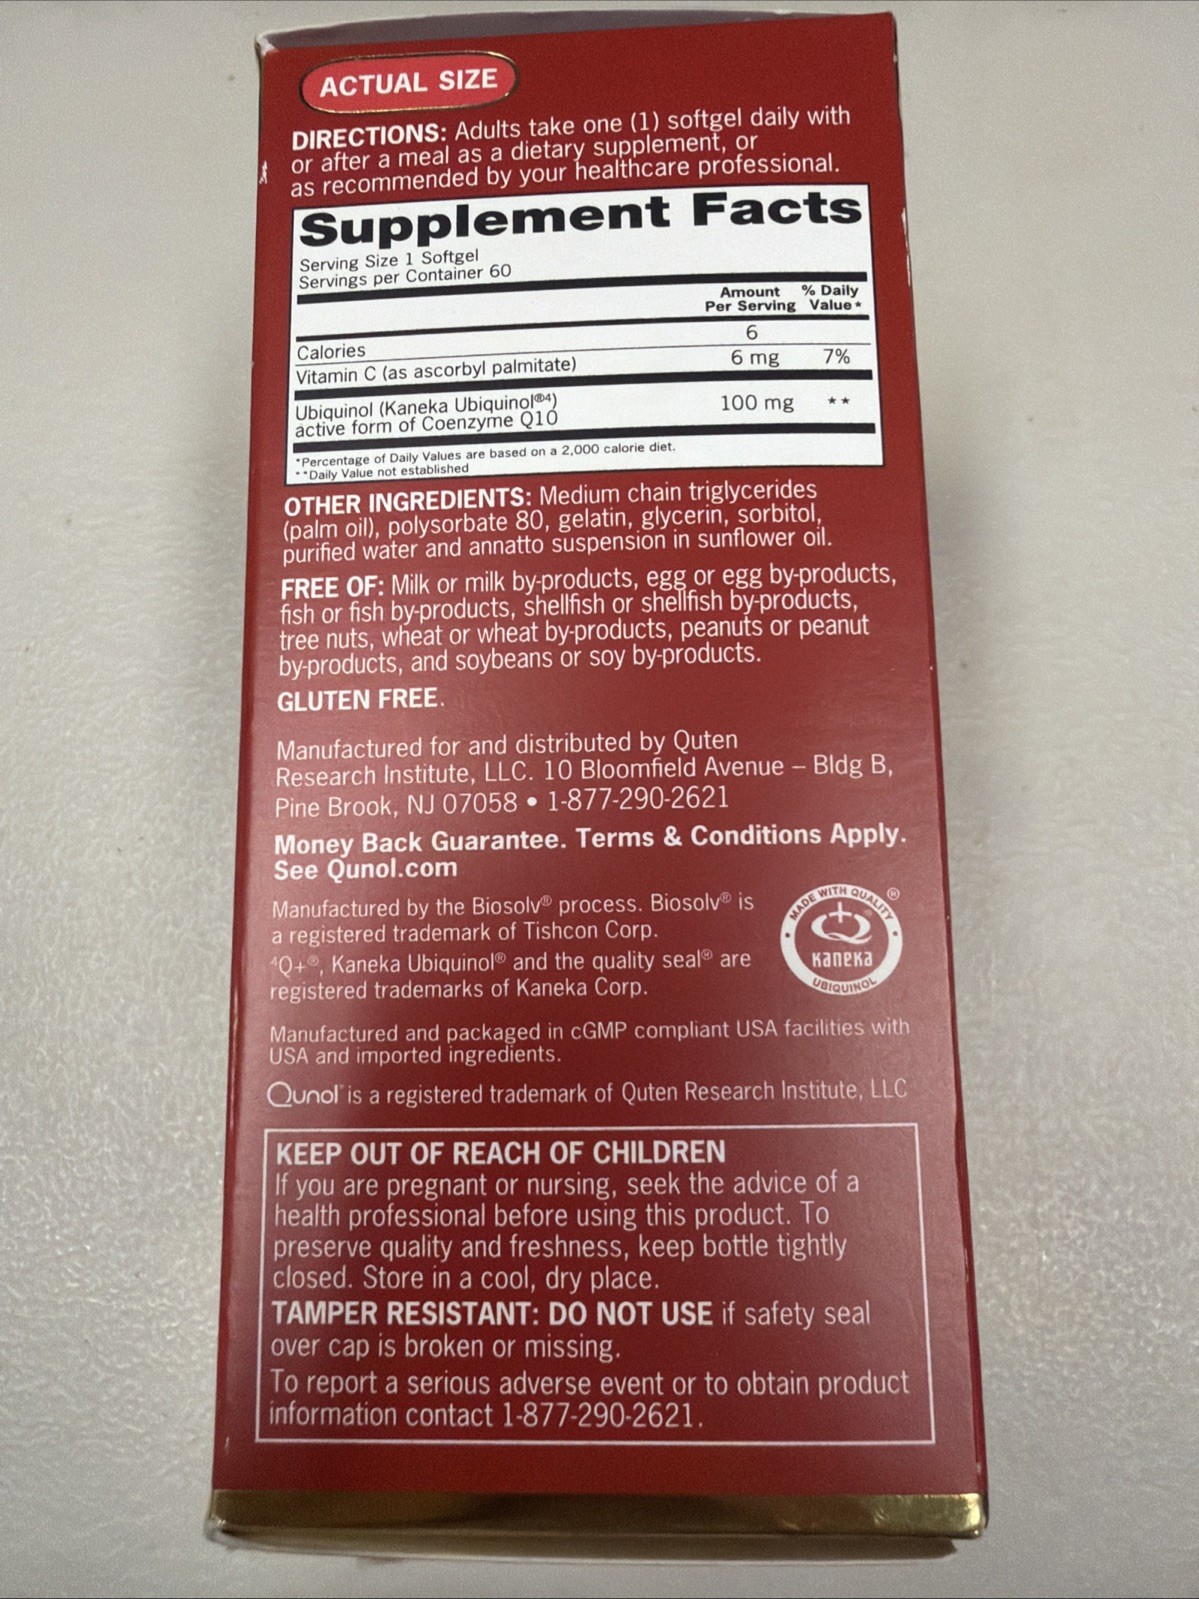 ACTUAL SIZE
DIRECTIONS: Adults take one (1) softgel daily with
or after a meal as a dietary supplement, or
as recommended by your healthcare professional.
Supplement Facts
Serving Size 1 Softgel
Servings per Container 60
Amount Per Serving % Daily Value*
Calories 6
Vitamin C (as ascorbyl palmitate) 6 mg 7%
Ubiquinol (Kaneka Ubiquinol®⁴) 100 mg **
active form of Coenzyme Q10
*Percentage of Daily Values are based on a 2,000 calorie diet.
**Daily Value not established
OTHER INGREDIENTS: Medium chain triglycerides
(palm oil), polysorbate 80, gelatin, glycerin, sorbitol,
purified water and annatto suspension in sunflower oil.
FREE OF: Milk or milk by-products, egg or egg by-products,
fish or fish by-products, shellfish or shellfish by-products,
tree nuts, wheat or wheat by-products, peanuts or peanut
by-products, and soybeans or soy by-products.
GLUTEN FREE.
Manufactured for and distributed by Quten
Research Institute, LLC. 10 Bloomfield Avenue – Bldg B,
Pine Brook, NJ 07058 • 1-877-290-2621
Money Back Guarantee. Terms & Conditions Apply.
See Qunol.com
Manufactured by the Biosolv® process. Biosolv® is
a registered trademark of Tishcon Corp.
⁴Q+®, Kaneka Ubiquinol® and the quality seal® are
registered trademarks of Kaneka Corp.
MADE WITH QUALITY ®
Kaneka
UBIQUINOL
Manufactured and packaged in cGMP compliant USA facilities with
USA and imported ingredients.
Qunol® is a registered trademark of Quten Research Institute, LLC
KEEP OUT OF REACH OF CHILDREN
If you are pregnant or nursing, seek the advice of a
health professional before using this product. To
preserve quality and freshness, keep bottle tightly
closed. Store in a cool, dry place.
TAMPER RESISTANT: DO NOT USE if safety seal
over cap is broken or missing.
To report a serious adverse event or to obtain product
information contact 1-877-290-2621.